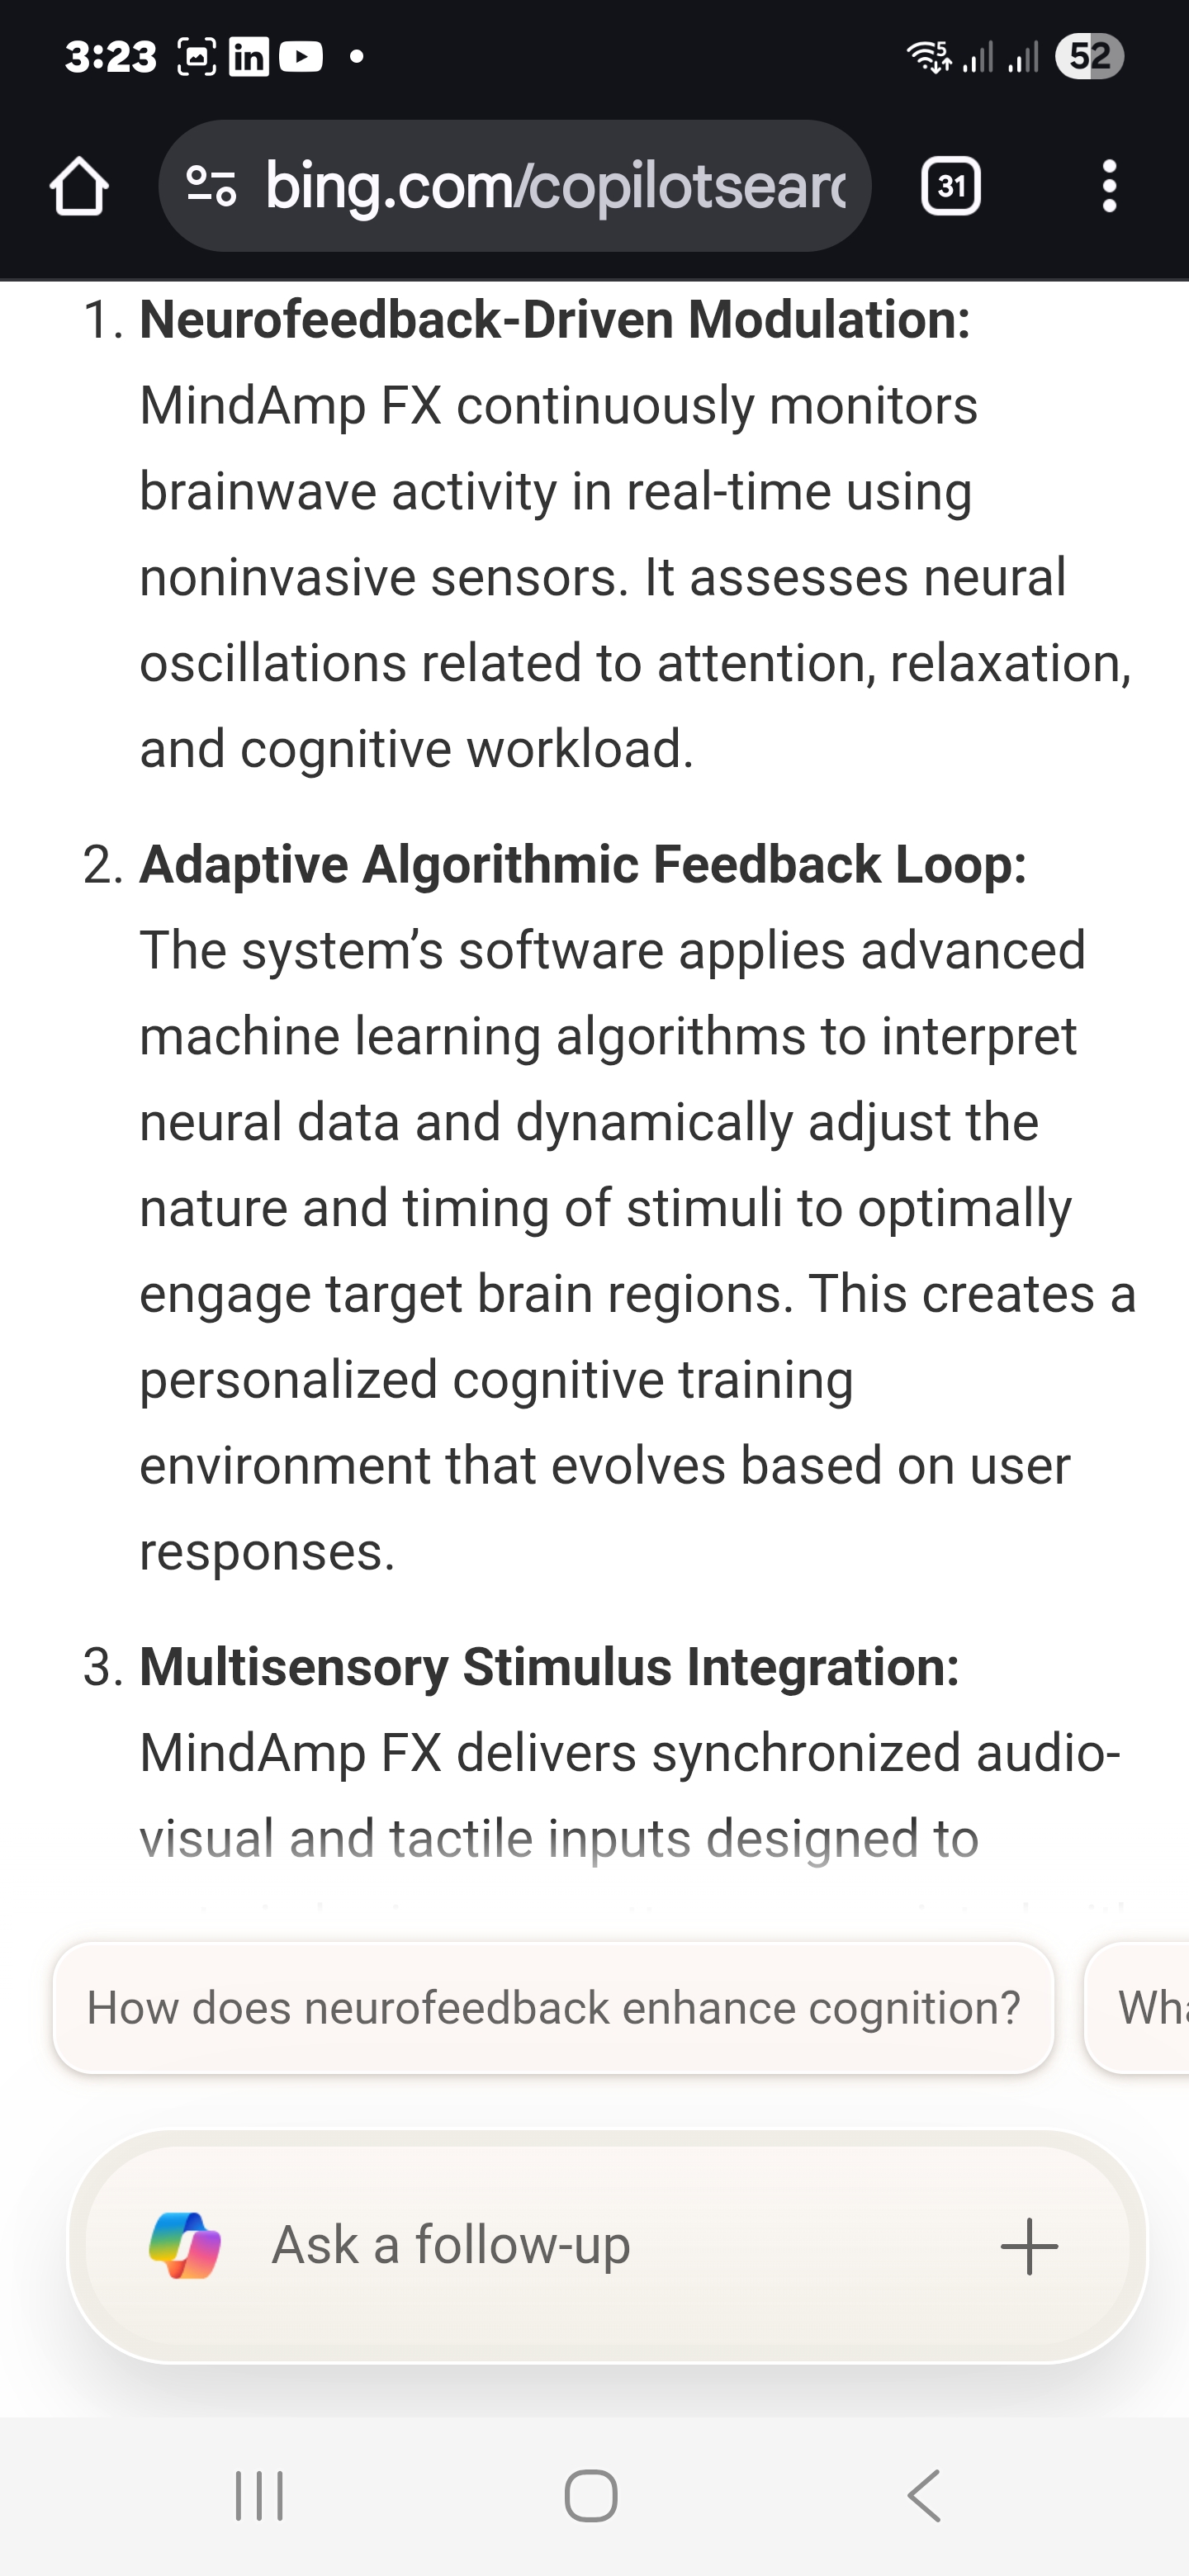 3:23
in
5
52
bing.com/copilotsearc
31
1. Neurofeedback-Driven Modulation:
MindAmp FX continuously monitors
brainwave activity in real-time using
noninvasive sensors. It assesses neural
oscillations related to attention, relaxation,
and cognitive workload.
2. Adaptive Algorithmic Feedback Loop:
The system’s software applies advanced
machine learning algorithms to interpret
neural data and dynamically adjust the
nature and timing of stimuli to optimally
engage target brain regions. This creates a
personalized cognitive training
environment that evolves based on user
responses.
3. Multisensory Stimulus Integration:
MindAmp FX delivers synchronized audio-
visual and tactile inputs designed to
How does neurofeedback enhance cognition?
Wha
Ask a follow-up